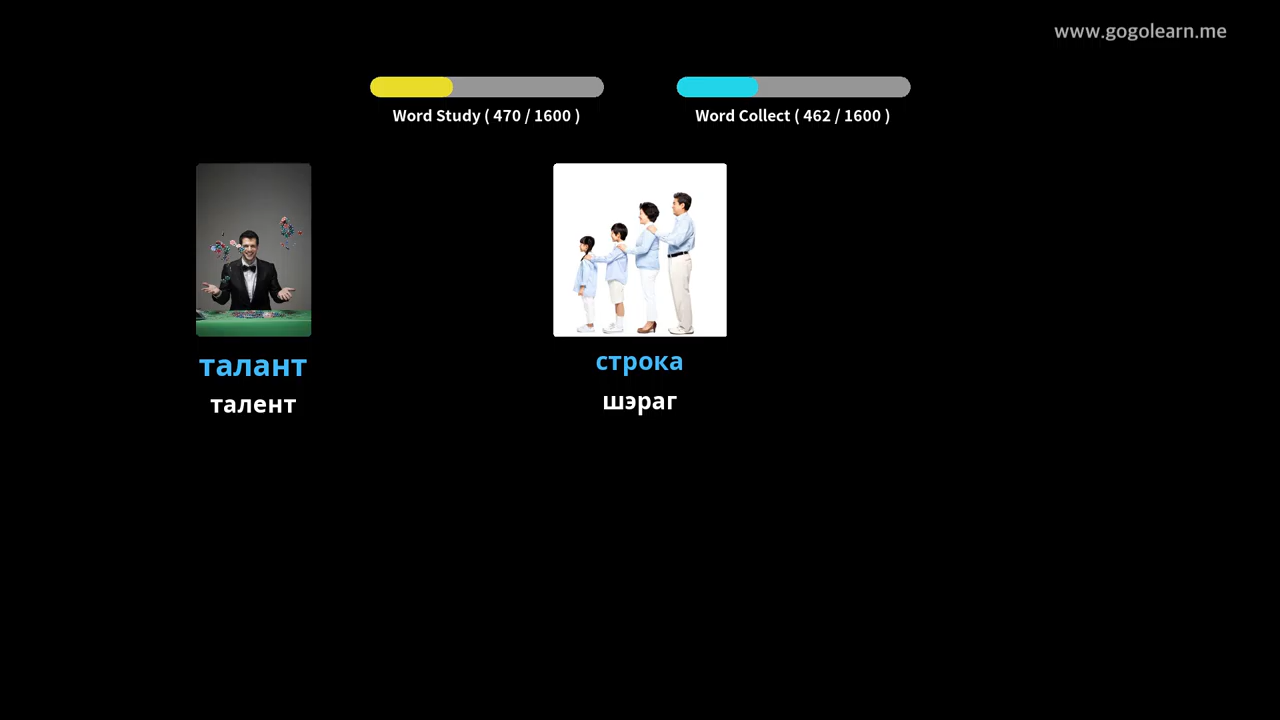 www.gogolearn.me
Word Study ( 470 / 1600 )
Word Collect ( 462 / 1600 )
талант
талент
строка
шэраг